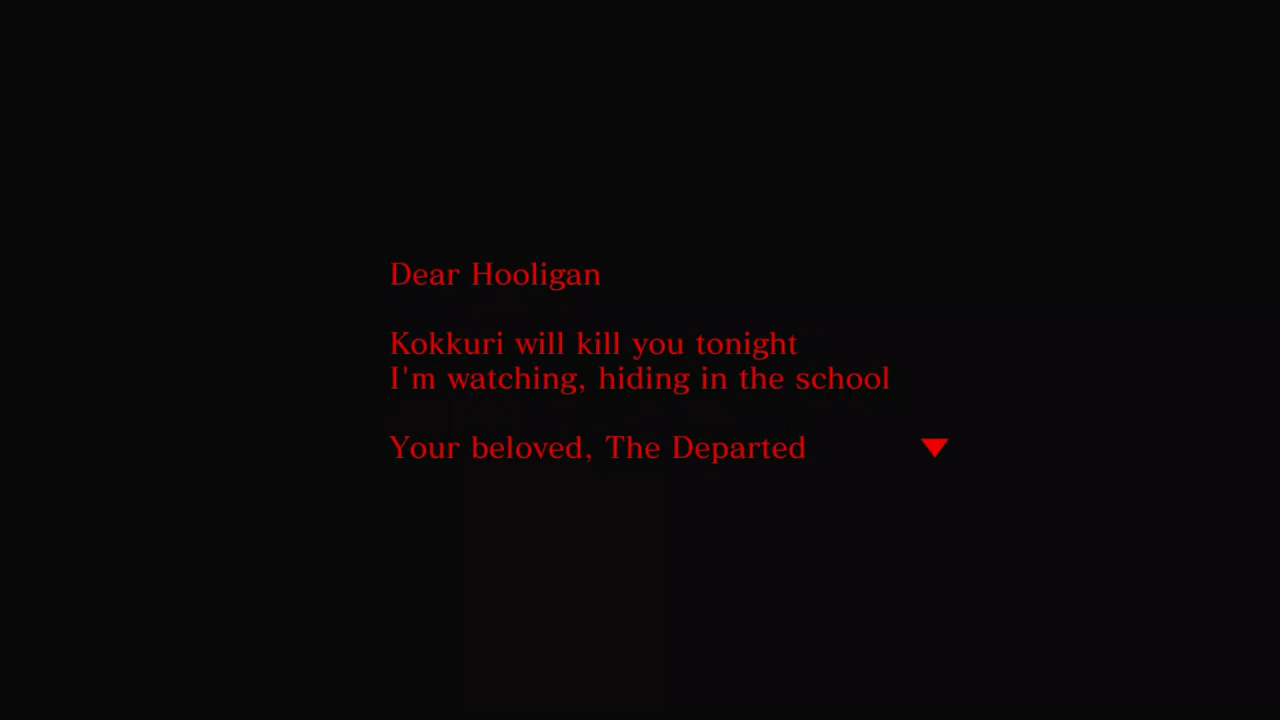 Dear Hooligan
Kokkuri will kill you tonight
I'm watching, hiding in the school
Your beloved, The Departed